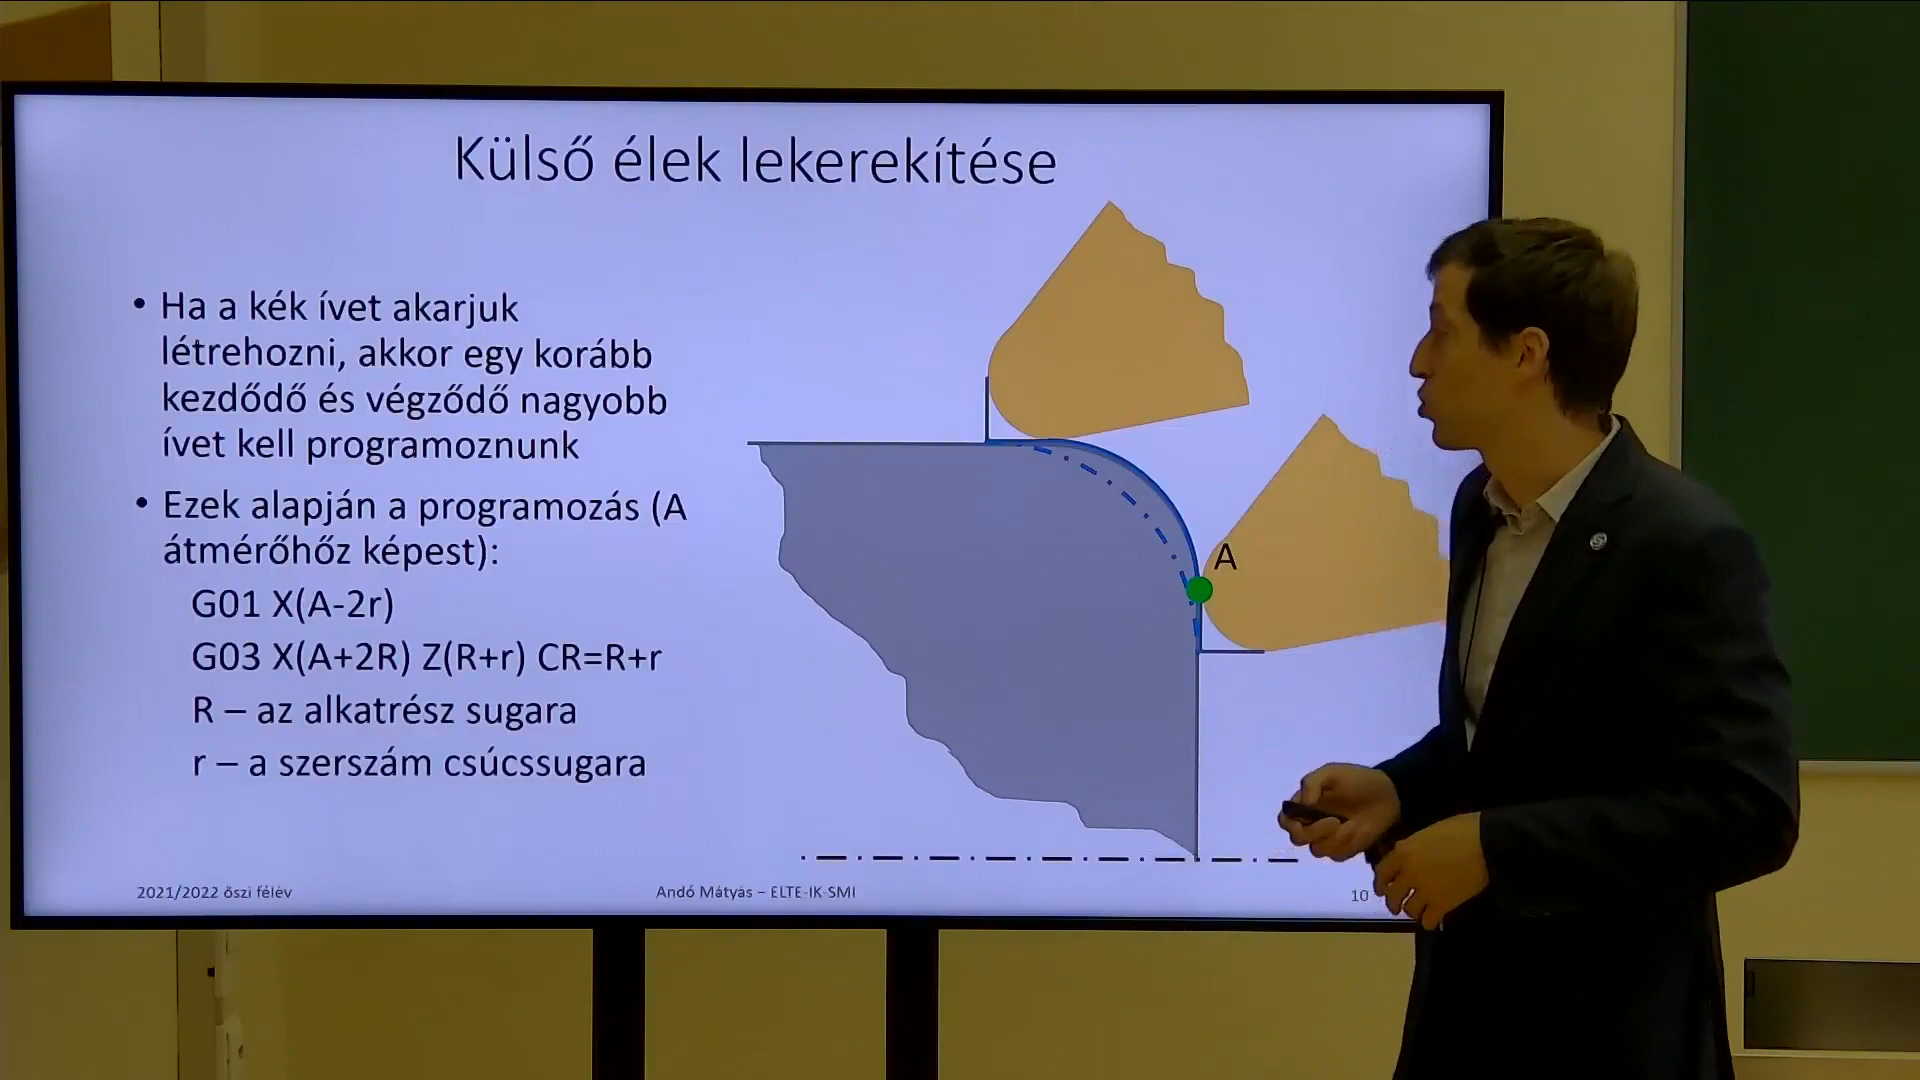 Külső élek lekerekítése
• Ha a kék ívet akarjuk
létrehozni, akkor egy korább
kezdődő és végződő nagyobb
ívet kell programoznunk
• Ezek alapján a programozás (A
átmérőhőz képest):
G01 X(A-2r)
G03 X(A+2R) Z(R+r) CR=R+r
R – az alkatrész sugara
r – a szerszám csúcssugara
A
2021/2022 őszi félév
Andó Mátyás – ELTE-IK-SMI
10